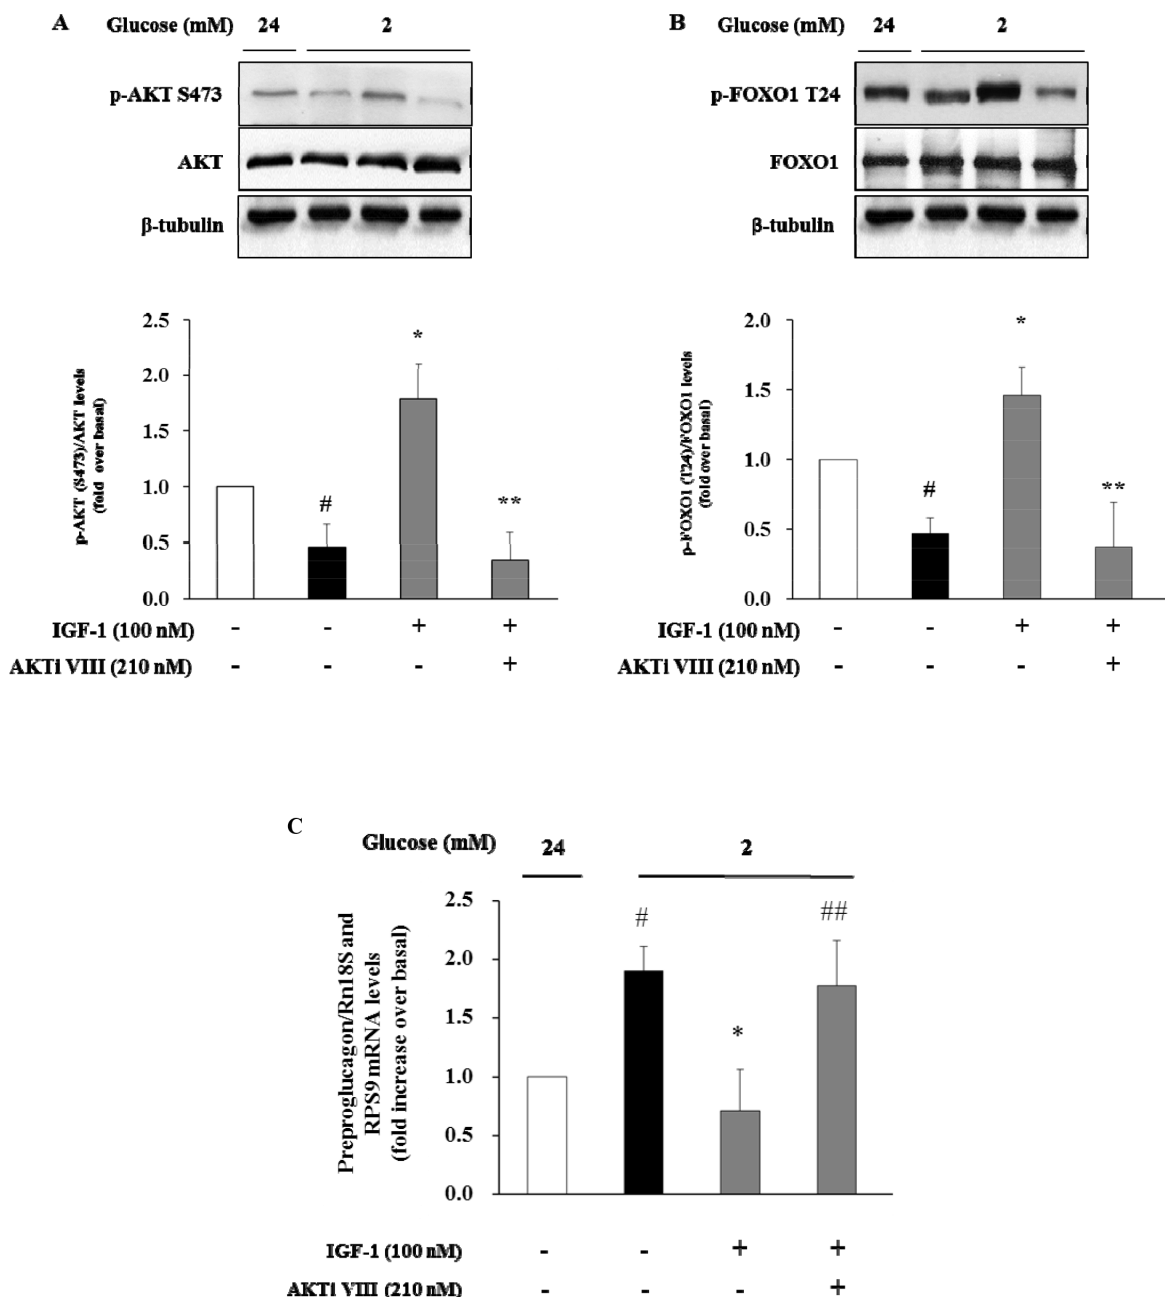 A Glucose (mM) 24 2
p-AKT S473
AKT
β-tubulin
p-AKT (S473)/AKT levels
(fold over basal)
2.5
2.0
1.5
1.0
0.5
0.0
#
*
**
IGF-1 (100 nM) - - + +
AKTi VIII (210 nM) - - - +
B Glucose (mM) 24 2
p-FOXO1 T24
FOXO1
β-tubulin
p-FOXO1 (T24)/FOXO1 levels
(fold over basal)
2.0
1.5
1.0
0.5
0.0
#
*
**
IGF-1 (100 nM) - - + +
AKTi VIII (210 nM) - - - +
C
Glucose (mM) 24 2
Preproglucagon/Rn18S and
RPS9 mRNA levels
(fold increase over basal)
2.5
2.0
1.5
1.0
0.5
0.0
#
*
##
IGF-1 (100 nM) - - + +
AKTi VIII (210 nM) - - - +